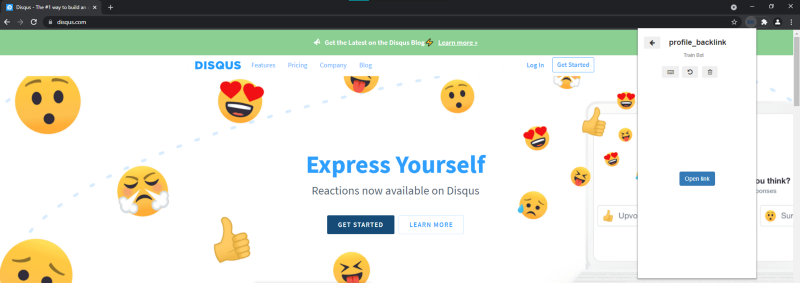 Disqus - The #1 way to build an
disqus.com
Get the Latest on the Disqus Blog
Learn more »
DISQUS
Features
Pricing
Company
Blog
Log In
Get Started
Express Yourself
Reactions now available on Disqus
GET STARTED
LEARN MORE
profile_backlink
Train Bot
Open link
ou think?
ponses
Upvo
Sur